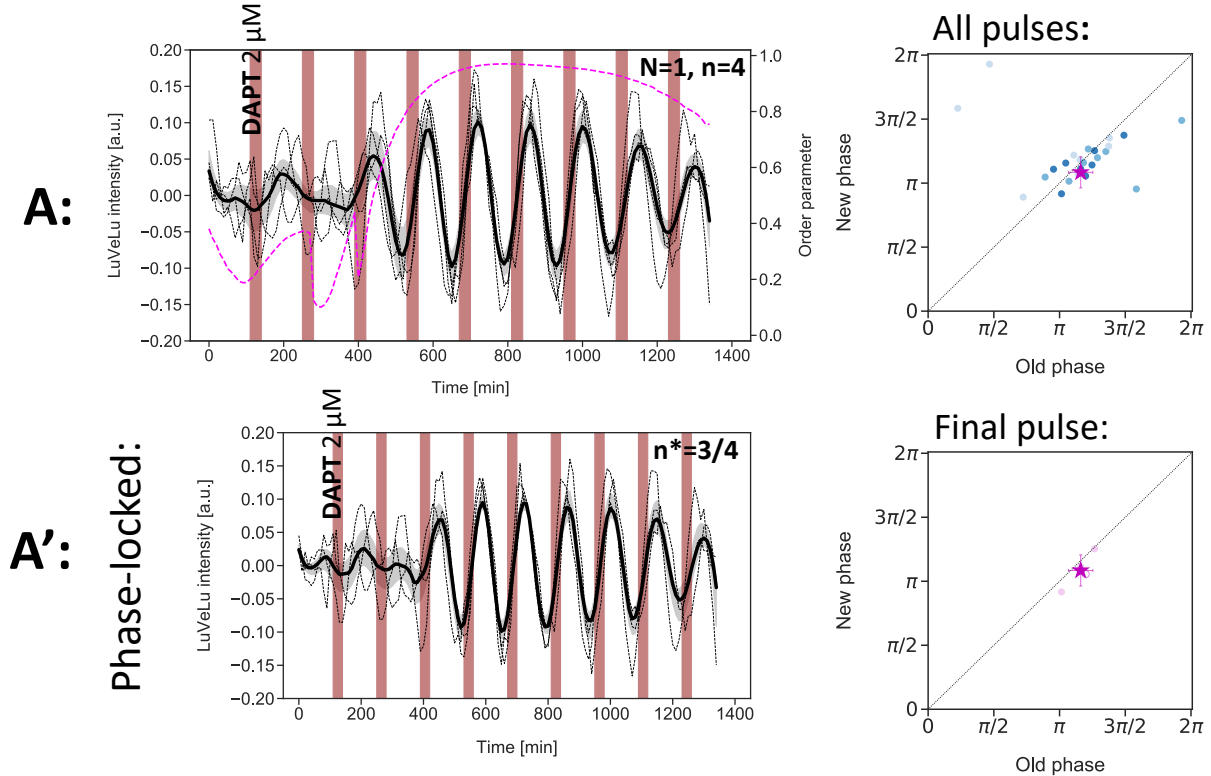 A:
DAPT 2 μM
N=1, n=4
LuVeLu intensity [a.u.]
0.20
0.15
0.10
0.05
0.00
−0.05
−0.10
−0.15
−0.20
1.0
0.8
0.6
0.4
0.2
0.0
Order parameter
0 200 400 600 800 1000 1200 1400
Time [min]
All pulses:
New phase
2π
3π/2
π
π/2
0
0 π/2 π 3π/2 2π
Old phase
A':
Phase-locked:
DAPT 2 μM
n*=3/4
LuVeLu intensity [a.u.]
0.20
0.15
0.10
0.05
0.00
−0.05
−0.10
−0.15
−0.20
0 200 400 600 800 1000 1200 1400
Time [min]
Final pulse:
New phase
2π
3π/2
π
π/2
0
0 π/2 π 3π/2 2π
Old phase